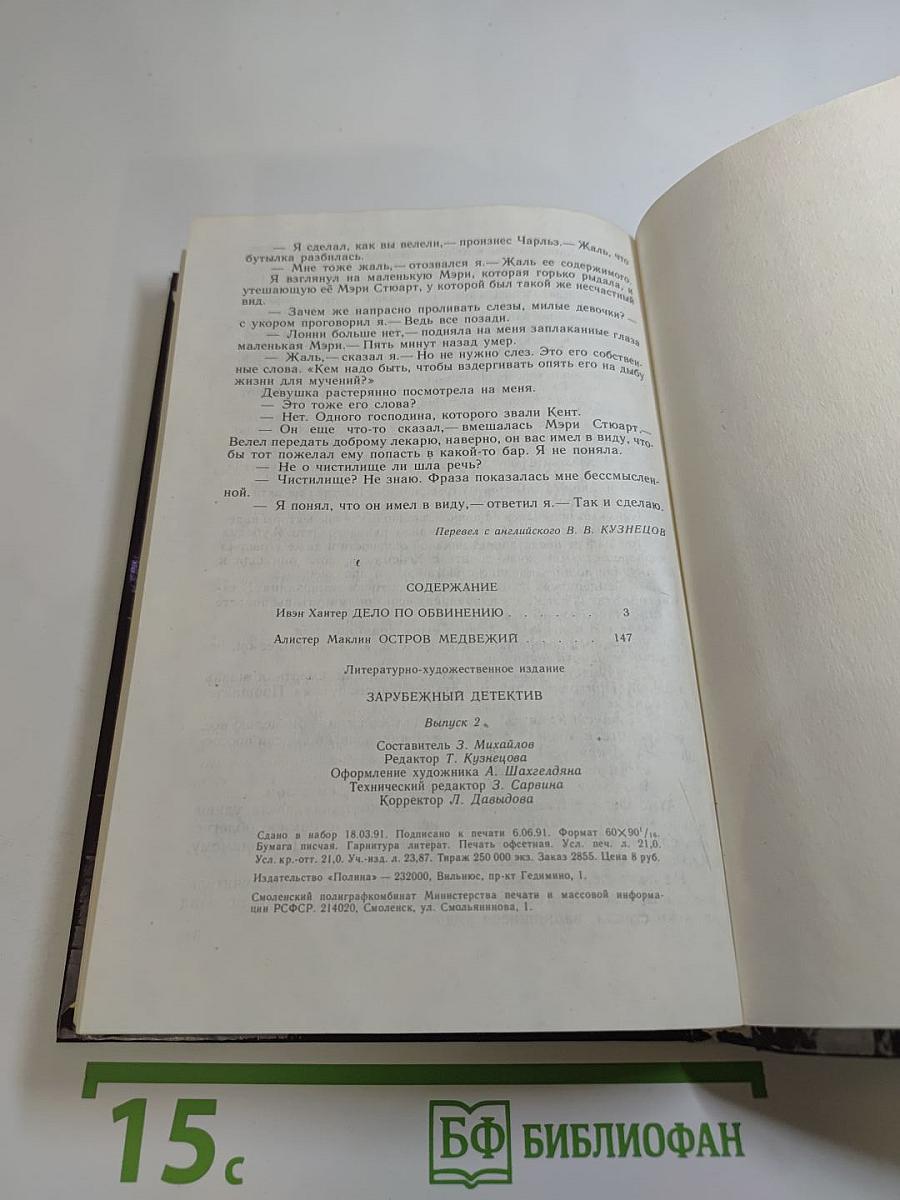 — Я сделал, как вы велели,— произнес Чарльз.— Жаль, что
бутылка разбилась.
— Мне тоже жаль,— отозвался я.— Жаль ее содержимого.
Я взглянул на маленькую Мэри, которая горько рыдала, и
утешающую её Мэри Стюарт, у которой был такой же несчастный
вид.
— Зачем же напрасно проливать слезы, милые девочки? —
с укором проговорил я.— Ведь все позади.
— Лонни больше нет,— подняла на меня заплаканные глаза
маленькая Мэри.— Пять минут назад умер.
— Жаль,— сказал я.— Но не нужно слез. Это его собствен-
ные слова. «Кем надо быть, чтобы вздергивать опять его на дыбу
жизни для мучений?»
Девушка растерянно посмотрела на меня.
— Это тоже его слова?
— Нет. Одного господина, которого звали Кент.
— Он еще что-то сказал,— вмешалась Мэри Стюарт.—
Велел передать доброму лекарю, наверно, он вас имел в виду, что-
бы тот пожелал ему попасть в какой-то бар. Я не поняла.
— Не о чистилище ли шла речь?
— Чистилище? Не знаю. Фраза показалась мне бессмыслен-
ной.
— Я понял, что он имел в виду,— ответил я.— Так и сделаю.
Перевел с английского В. В. КУЗНЕЦОВ
СОДЕРЖАНИЕ
Ивэн Хантер ДЕЛО ПО ОБВИНЕНИЮ . . . . . . 3
Алистер Маклин ОСТРОВ МЕДВЕЖИЙ . . . . . 147
Литературно-художественное издание
ЗАРУБЕЖНЫЙ ДЕТЕКТИВ
Выпуск 2
Составитель З. Михайлов
Редактор Т. Кузнецова
Оформление художника А. Шахгелдяна
Технический редактор З. Сарвина
Корректор Л. Давыдова
Сдано в набор 18.03.91. Подписано к печати 6.06.91. Формат 60×90¹/₁₆.
Бумага писчая. Гарнитура литерат. Печать офсетная. Усл. печ. л. 21,0.
Усл. кр.-отт. 21,0. Уч.-изд. л. 23,87. Тираж 250 000 экз. Заказ 2855. Цена 8 руб.
Издательство «Полина» — 232000, Вильнюс, пр-кт Гедимино, 1.
Смоленский полиграфкомбинат Министерства печати и массовой информа-
ции РСФСР. 214020, Смоленск, ул. Смольянинова, 1.
15 с
БФ БИБЛИОФАН